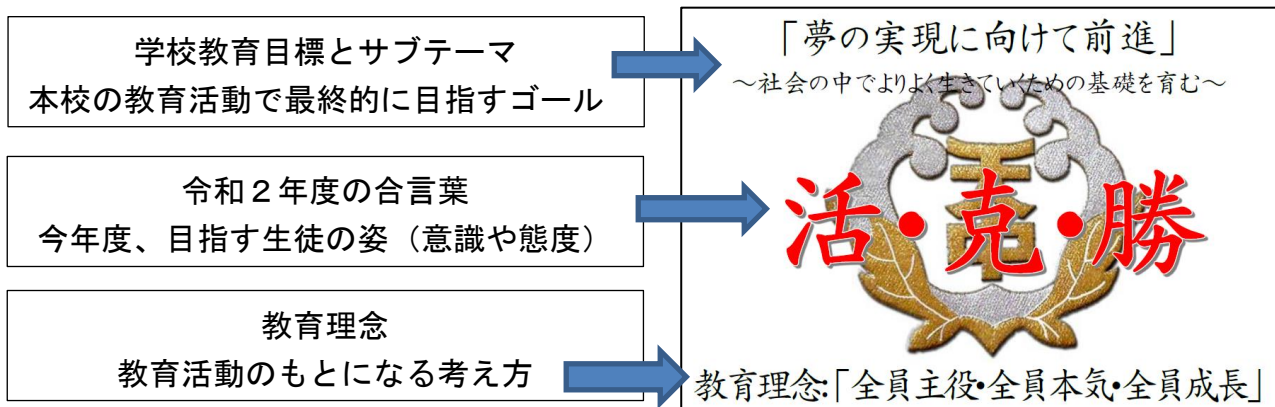 学校教育目標とサブテーマ
本校の教育活動で最終的に目指すゴール
「夢の実現に向けて前進」
～社会の中でよりよく生きていくための基礎を育む～
令和２年度の合言葉
今年度、目指す生徒の姿（意識や態度）
活・克・勝
教育理念
教育活動のもとになる考え方
教育理念:「全員主役・全員本気・全員成長」